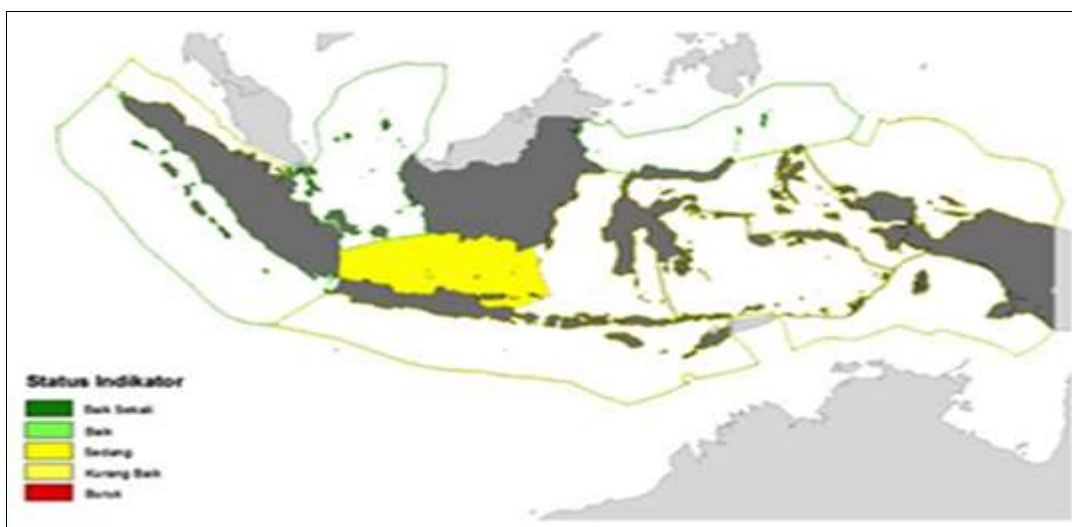 Status Indikator
Baik Sekali
Baik
Sedang
Kurang Baik
Buruk